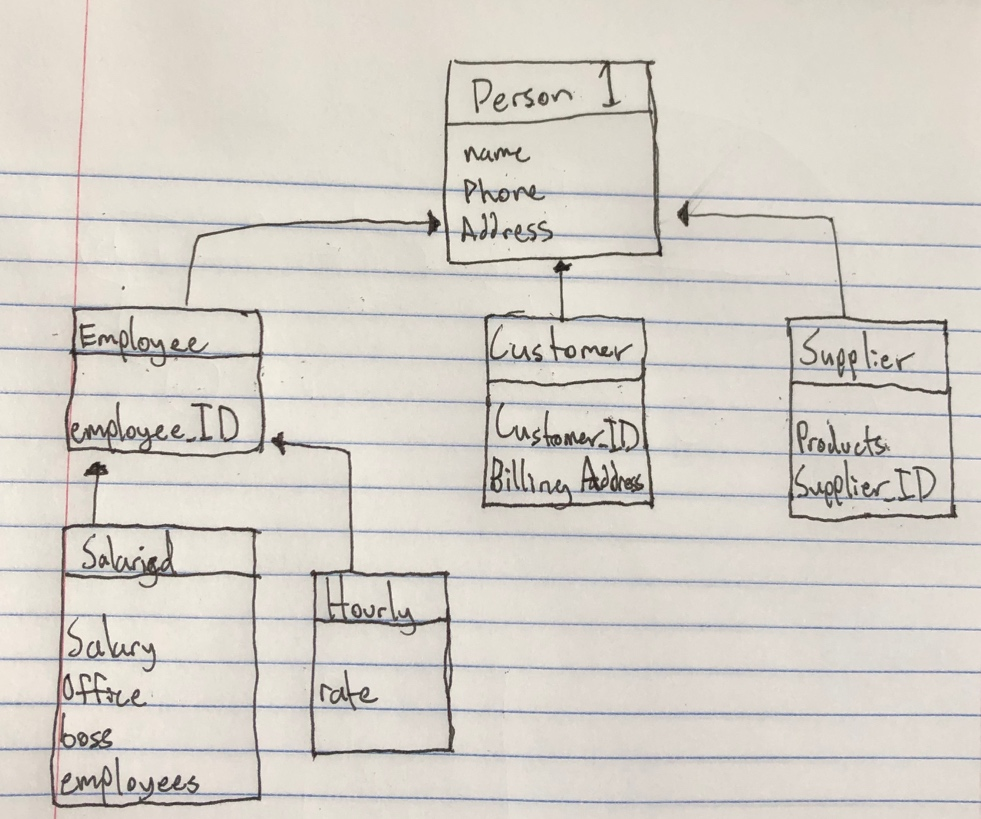 Person 1
name
Phone
Address
Employee
employee_ID
Customer
Customer_ID
Billing Address
Supplier
Products
Supplier_ID
Salaried
Salary
Office
boss
employees
Hourly
rate